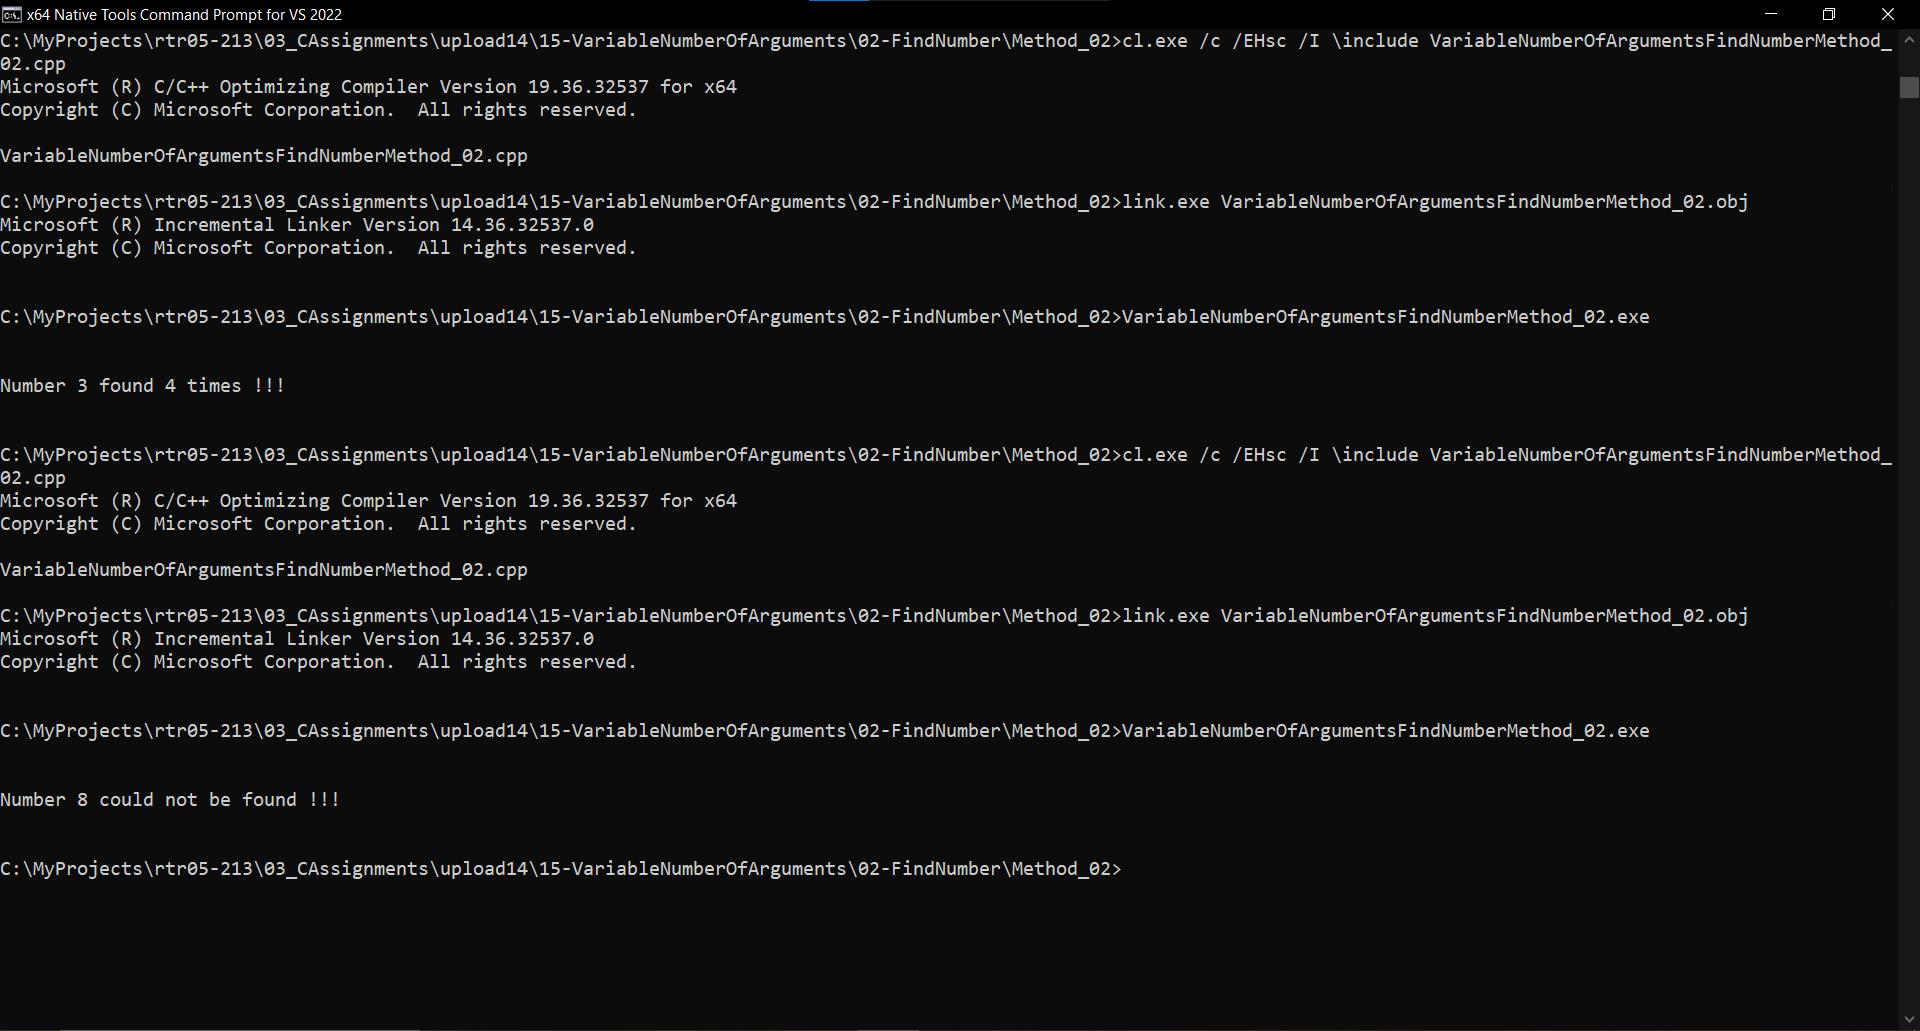 x64 Native Tools Command Prompt for VS 2022
C:\MyProjects\rtr05-213\03_CAssignments\upload14\15-VariableNumberOfArguments\02-FindNumber\Method_02>cl.exe /c /EHsc /I \include VariableNumberOfArgumentsFindNumberMethod_
02.cpp
Microsoft (R) C/C++ Optimizing Compiler Version 19.36.32537 for x64
Copyright (C) Microsoft Corporation.  All rights reserved.
VariableNumberOfArgumentsFindNumberMethod_02.cpp
C:\MyProjects\rtr05-213\03_CAssignments\upload14\15-VariableNumberOfArguments\02-FindNumber\Method_02>link.exe VariableNumberOfArgumentsFindNumberMethod_02.obj
Microsoft (R) Incremental Linker Version 14.36.32537.0
Copyright (C) Microsoft Corporation.  All rights reserved.
C:\MyProjects\rtr05-213\03_CAssignments\upload14\15-VariableNumberOfArguments\02-FindNumber\Method_02>VariableNumberOfArgumentsFindNumberMethod_02.exe
Number 3 found 4 times !!!
C:\MyProjects\rtr05-213\03_CAssignments\upload14\15-VariableNumberOfArguments\02-FindNumber\Method_02>cl.exe /c /EHsc /I \include VariableNumberOfArgumentsFindNumberMethod_
02.cpp
Microsoft (R) C/C++ Optimizing Compiler Version 19.36.32537 for x64
Copyright (C) Microsoft Corporation.  All rights reserved.
VariableNumberOfArgumentsFindNumberMethod_02.cpp
C:\MyProjects\rtr05-213\03_CAssignments\upload14\15-VariableNumberOfArguments\02-FindNumber\Method_02>link.exe VariableNumberOfArgumentsFindNumberMethod_02.obj
Microsoft (R) Incremental Linker Version 14.36.32537.0
Copyright (C) Microsoft Corporation.  All rights reserved.
C:\MyProjects\rtr05-213\03_CAssignments\upload14\15-VariableNumberOfArguments\02-FindNumber\Method_02>VariableNumberOfArgumentsFindNumberMethod_02.exe
Number 8 could not be found !!!
C:\MyProjects\rtr05-213\03_CAssignments\upload14\15-VariableNumberOfArguments\02-FindNumber\Method_02>